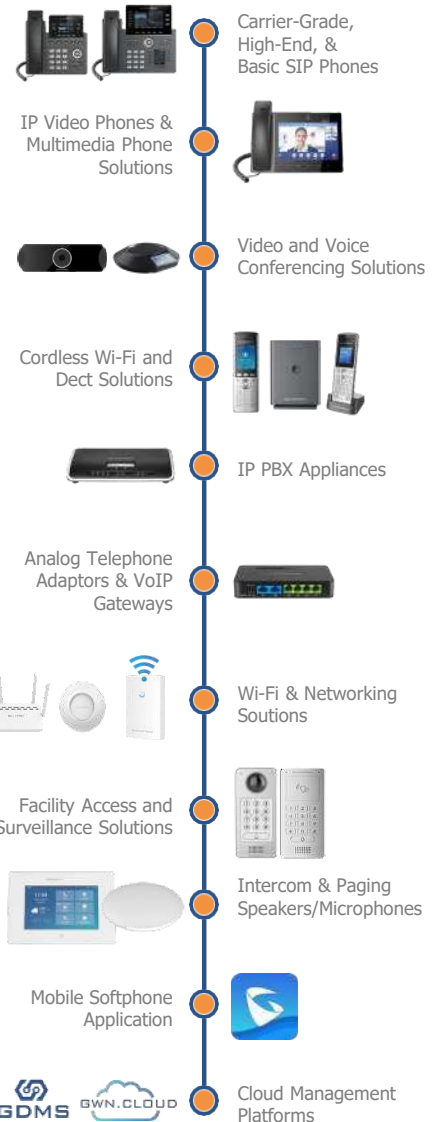 Carrier-Grade,
High-End, &
Basic SIP Phones
IP Video Phones &
Multimedia Phone
Solutions
Video and Voice
Conferencing Solutions
Cordless Wi-Fi and
Dect Solutions
IP PBX Appliances
Analog Telephone
Adaptors & VoIP
Gateways
Wi-Fi & Networking
Soutions
Facility Access and
Surveillance Solutions
Intercom & Paging
Speakers/Microphones
Mobile Softphone
Application
GDMS
GWN.CLOUD
Cloud Management
Platforms